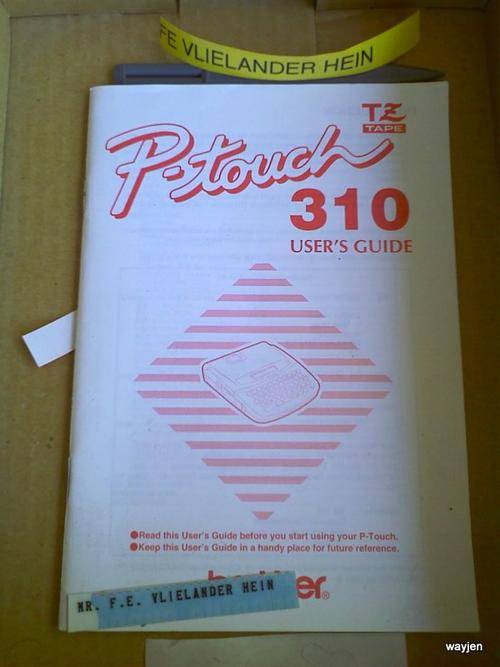 FE VLIELANDER HEIN
TZ
TAPE
P-touch
310
USER'S GUIDE
●Read this User's Guide before you start using your P-Touch.
●Keep this User's Guide in a handy place for future reference.
MR. F.E. VLIELANDER HEIN
wayjen